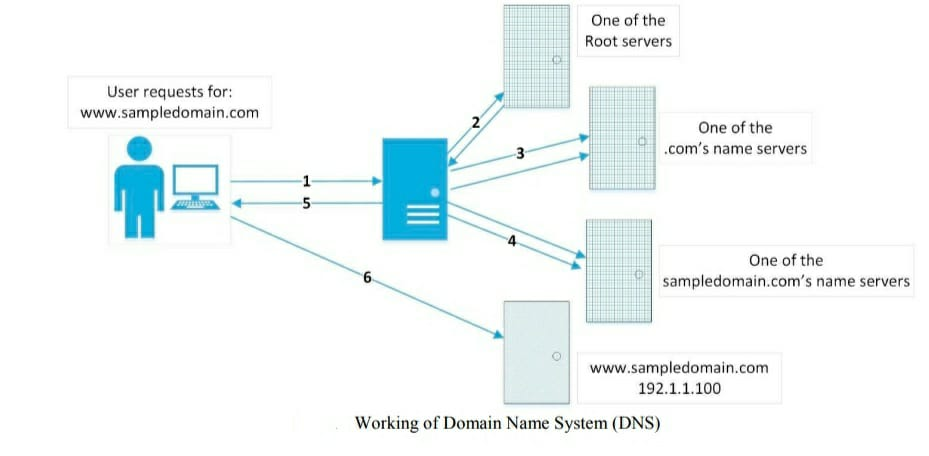 One of the
Root servers
User requests for:
www.sampledomain.com
2
One of the
.com's name servers
3
1
5
4
One of the
sampledomain.com's name servers
6
www.sampledomain.com
192.1.1.100
Working of Domain Name System (DNS)